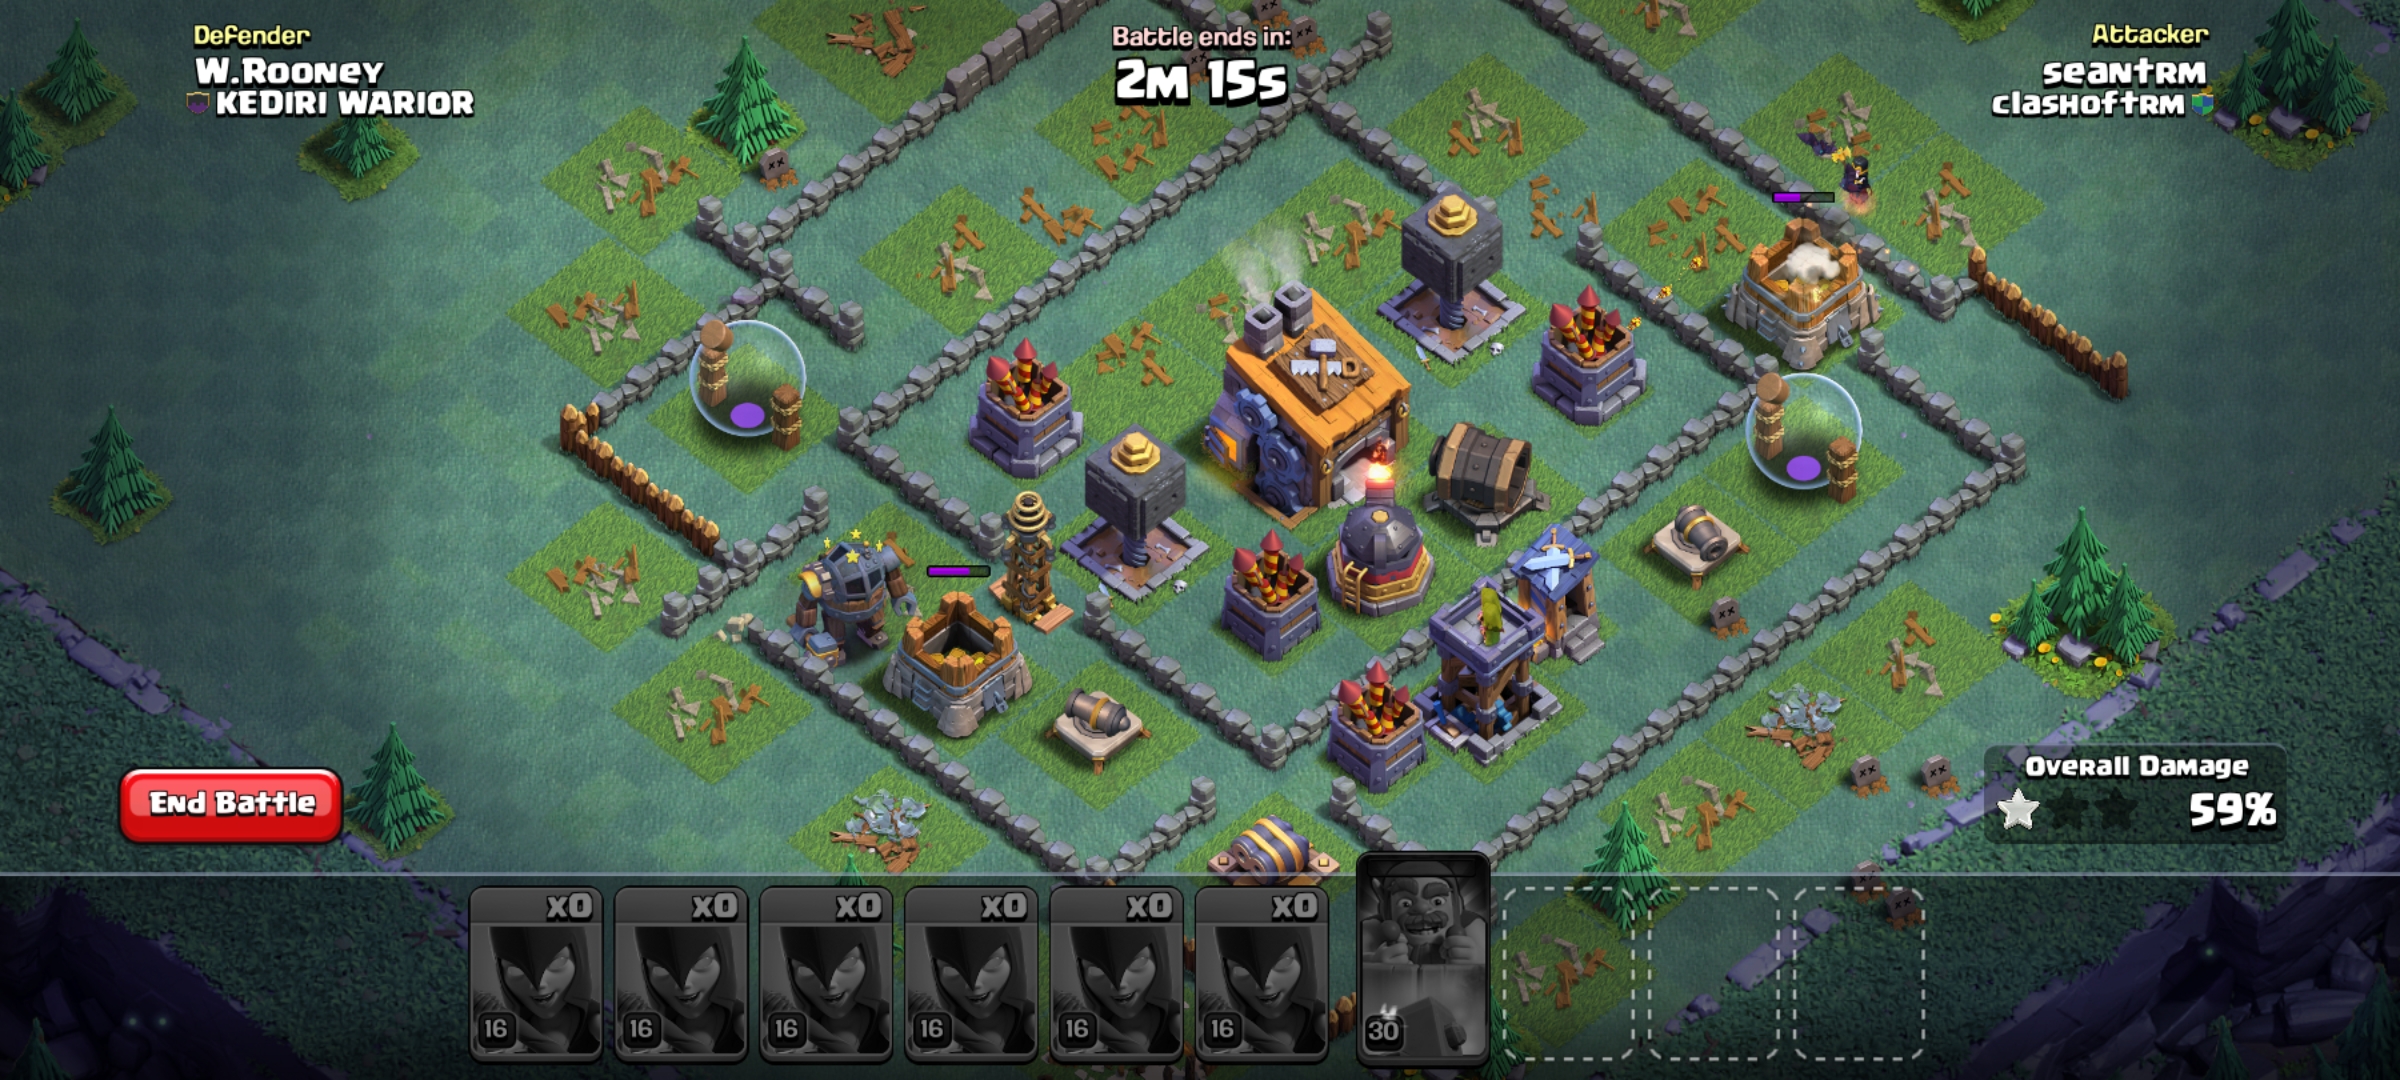 Defender
W.Rooney
KEDIRI WARIOR
Battle ends in:
2M 15s
Attacker
seantRM
clashoftRM
End Battle
Overall Damage
59%
x0
x0
x0
x0
x0
x0
16
16
16
16
16
16
30